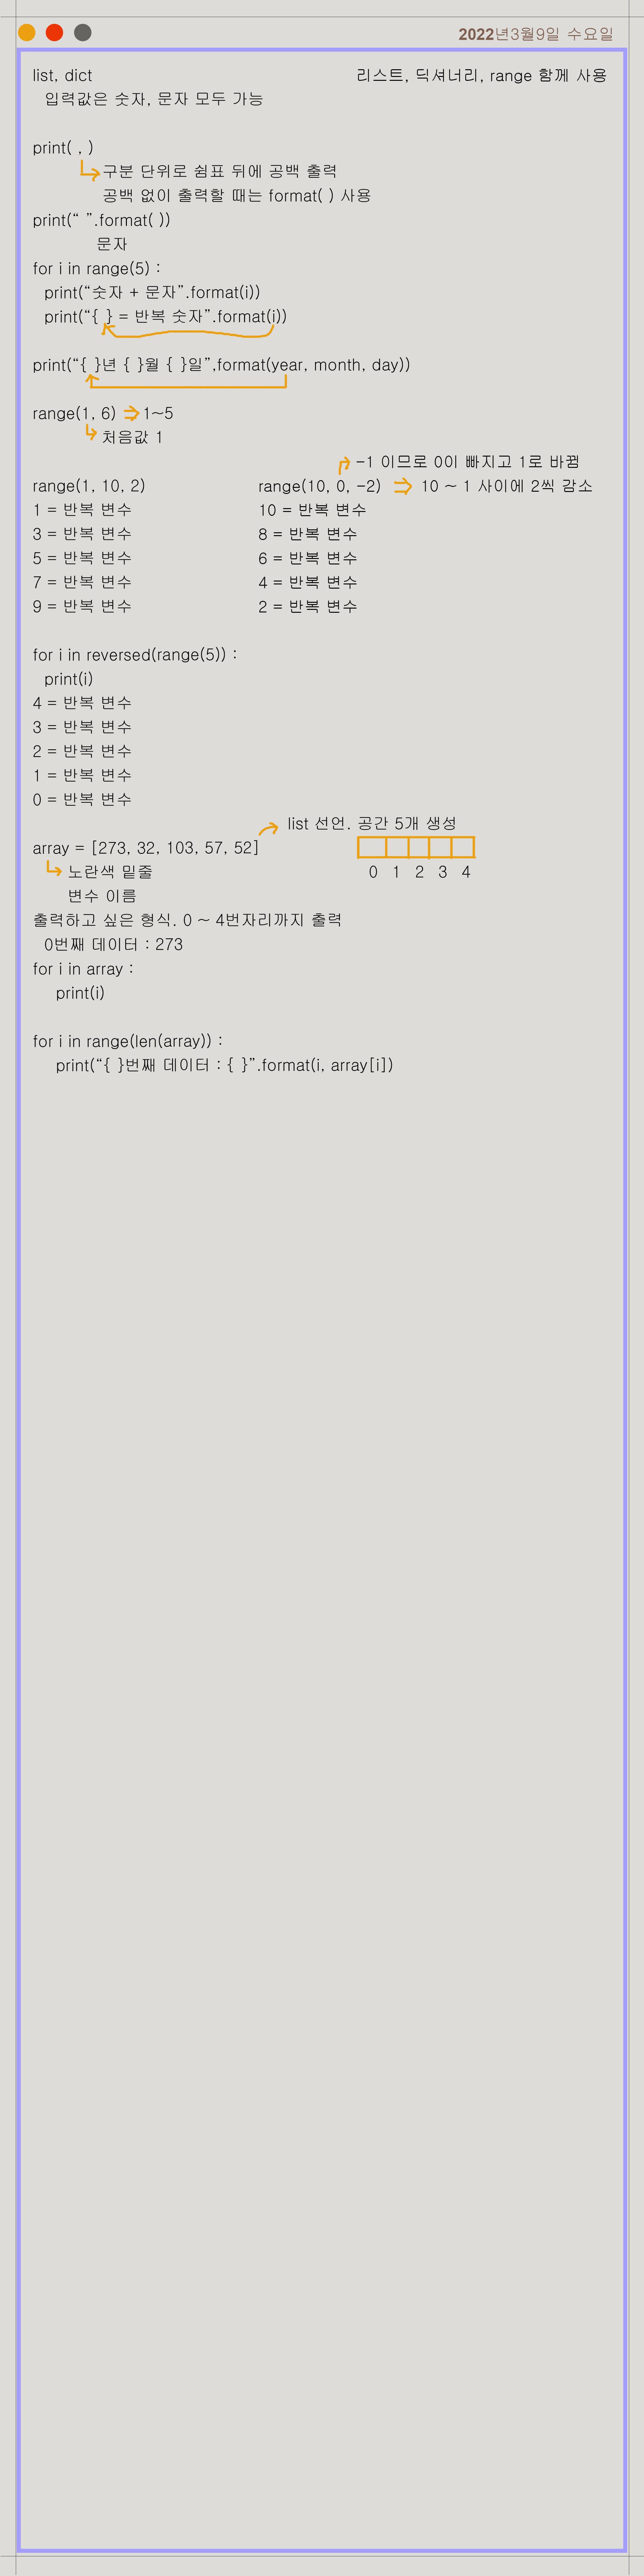 2022년3월9일 수요일
list, dict 리스트, 딕셔너리, range 함께 사용
입력값은 숫자, 문자 모두 가능
print( , )
구분 단위로 쉼표 뒤에 공백 출력
공백 없이 출력할 때는 format( ) 사용
print(“ ”.format( ))
문자
for i in range(5) :
print(“숫자 + 문자”.format(i))
print(“{ } = 반복 숫자”.format(i))
print(“{ }년 { }월 { }일”,format(year, month, day))
range(1, 6) 1~5
처음값 1
-1 이므로 0이 빠지고 1로 바뀜
range(1, 10, 2) range(10, 0, -2) 10 ~ 1 사이에 2씩 감소
1 = 반복 변수 10 = 반복 변수
3 = 반복 변수 8 = 반복 변수
5 = 반복 변수 6 = 반복 변수
7 = 반복 변수 4 = 반복 변수
9 = 반복 변수 2 = 반복 변수
for i in reversed(range(5)) :
print(i)
4 = 반복 변수
3 = 반복 변수
2 = 반복 변수
1 = 반복 변수
0 = 반복 변수
list 선언. 공간 5개 생성
array = [273, 32, 103, 57, 52]
노란색 밑줄 0 1 2 3 4
변수 이름
출력하고 싶은 형식. 0 ~ 4번자리까지 출력
0번째 데이터 : 273
for i in array :
print(i)
for i in range(len(array)) :
print(“{ }번째 데이터 : { }”.format(i, array[i])